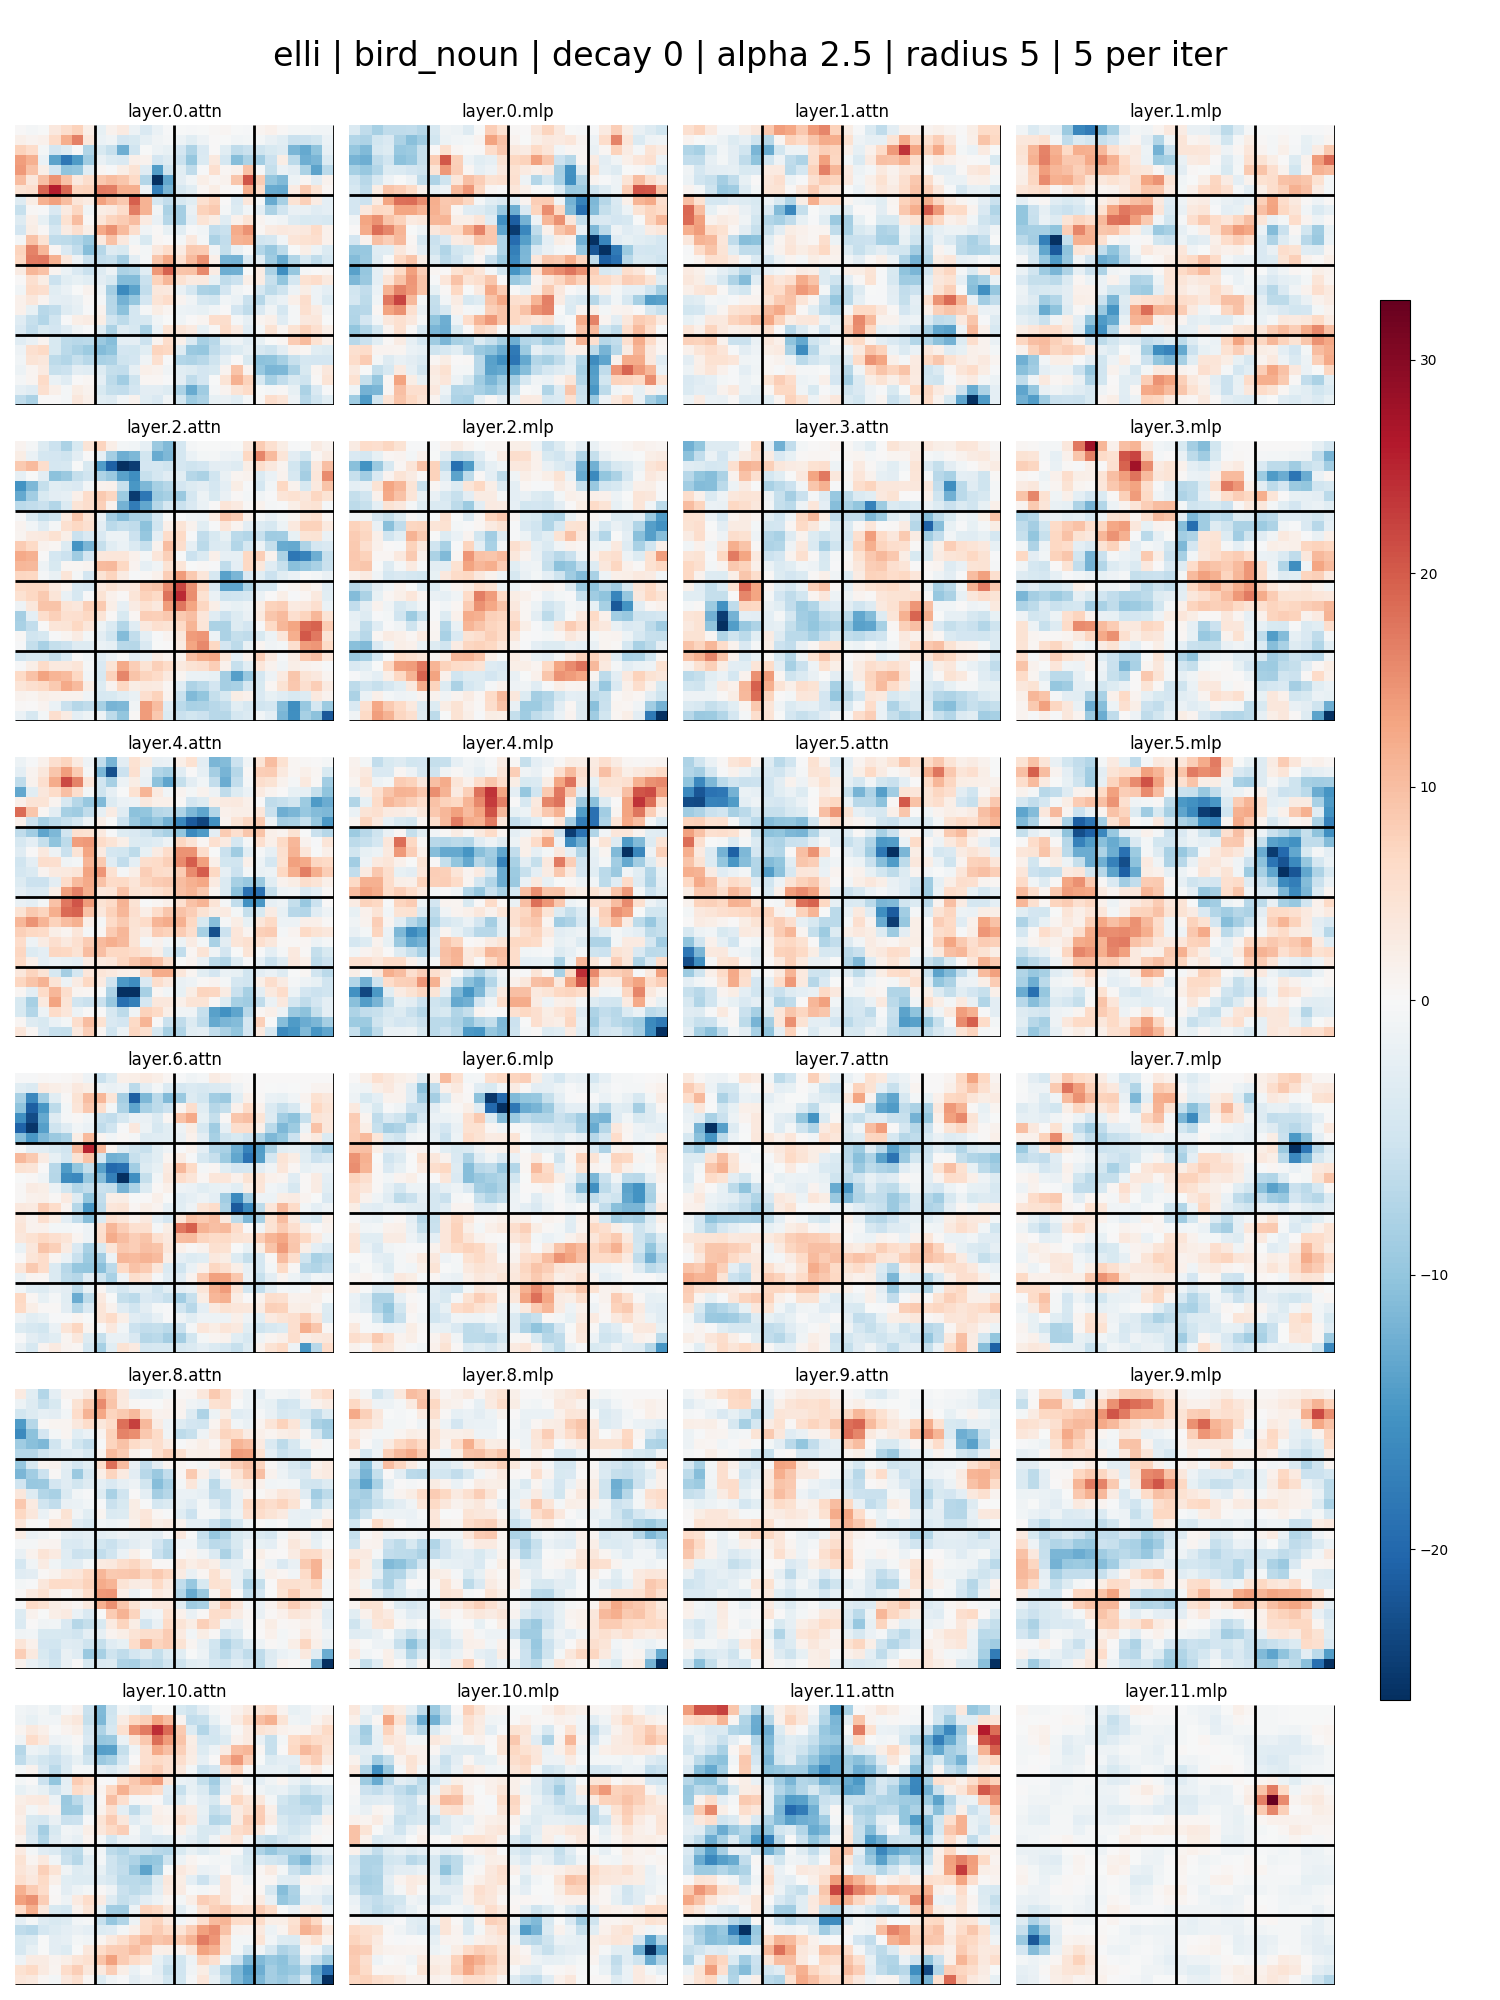 elli | bird_noun | decay 0 | alpha 2.5 | radius 5 | 5 per iter
layer.0.attn
layer.0.mlp
layer.1.attn
layer.1.mlp
layer.2.attn
layer.2.mlp
layer.3.attn
layer.3.mlp
layer.4.attn
layer.4.mlp
layer.5.attn
layer.5.mlp
layer.6.attn
layer.6.mlp
layer.7.attn
layer.7.mlp
layer.8.attn
layer.8.mlp
layer.9.attn
layer.9.mlp
layer.10.attn
layer.10.mlp
layer.11.attn
layer.11.mlp
30
20
10
0
−10
−20